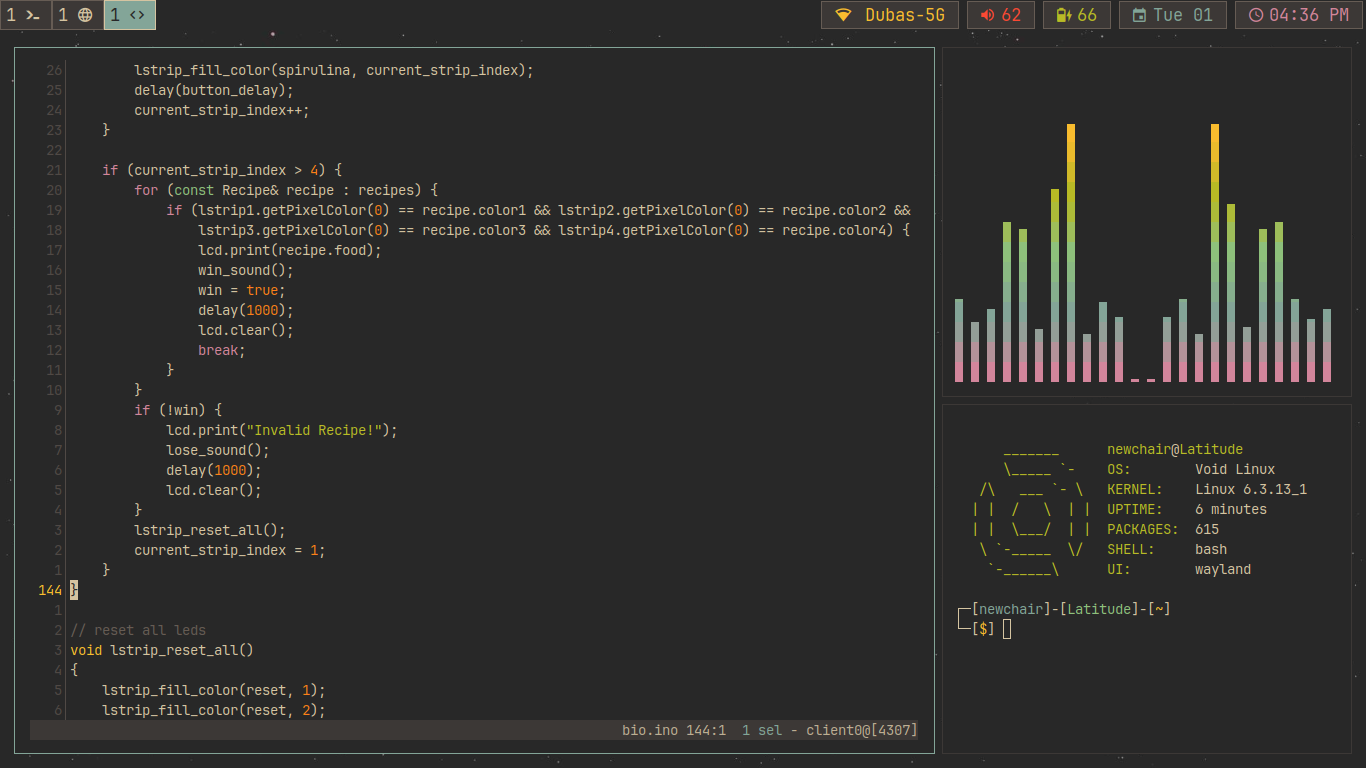 1 >_ 1 1 <> Dubas-5G 62 66 Tue 01 04:36 PM
26 lstrip_fill_color(spirulina, current_strip_index);
25 delay(button_delay);
24 current_strip_index++;
23 }
22
21 if (current_strip_index > 4) {
20 for (const Recipe& recipe : recipes) {
19 if (lstrip1.getPixelColor(0) == recipe.color1 && lstrip2.getPixelColor(0) == recipe.color2 &&
18 lstrip3.getPixelColor(0) == recipe.color3 && lstrip4.getPixelColor(0) == recipe.color4) {
17 lcd.print(recipe.food);
16 win_sound();
15 win = true;
14 delay(1000);
13 lcd.clear();
12 break;
11 }
10 }
9 if (!win) {
8 lcd.print("Invalid Recipe!");
7 lose_sound();
6 delay(1000);
5 lcd.clear();
4 }
3 lstrip_reset_all();
2 current_strip_index = 1;
1 }
144 }
1
2 // reset all leds
3 void lstrip_reset_all()
4 {
5 lstrip_fill_color(reset, 1);
6 lstrip_fill_color(reset, 2);
bio.ino 144:1 1 sel - client0@[4307]
_______ newchair@Latitude
\_____ `- OS: Void Linux
/\ ___ `- \ KERNEL: Linux 6.3.13_1
| | / \ | | UPTIME: 6 minutes
| | \___/ | | PACKAGES: 615
\ `-_____ \/ SHELL: bash
`-______\ UI: wayland
┌─[newchair]-[Latitude]-[~]
└─[$]